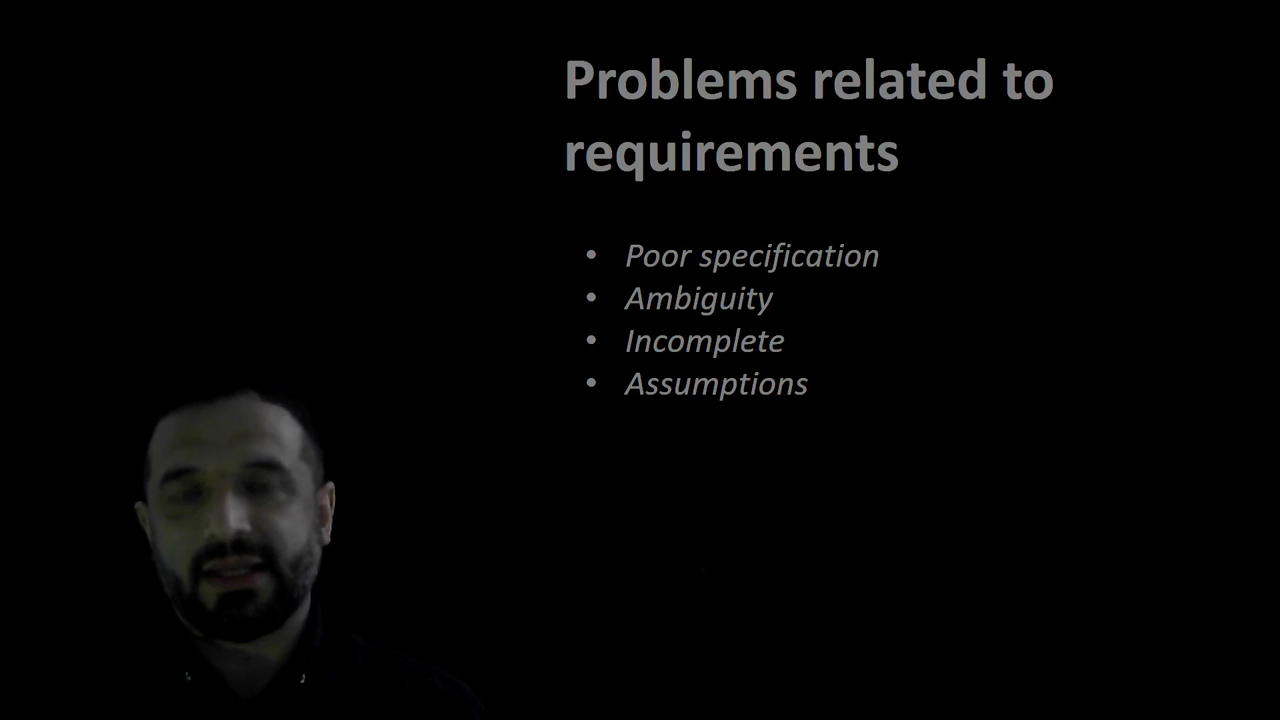 Problems related to
requirements
• Poor specification
• Ambiguity
• Incomplete
• Assumptions